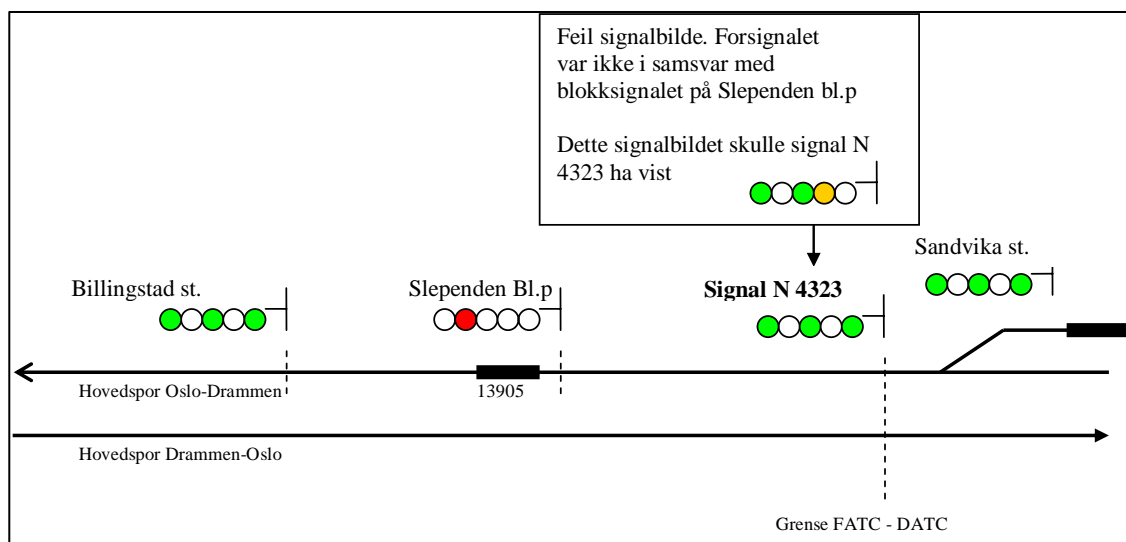 Feil signalbilde. Forsignalet
var ikke i samsvar med
blokksignalet på Slependen bl.p
Dette signalbildet skulle signal N
4323 ha vist
Sandvika st.
Billingstad st.
Slependen Bl.p
Signal N 4323
Hovedspor Oslo-Drammen
13905
Hovedspor Drammen-Oslo
Grense FATC - DATC